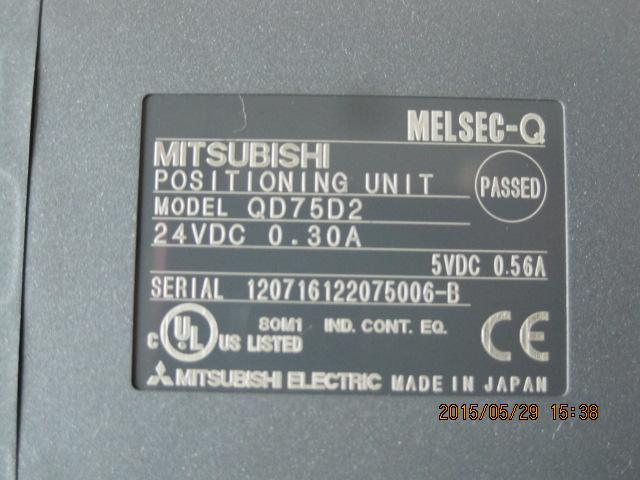 MELSEC-Q
MITSUBISHI
POSITIONING UNIT
PASSED
MODEL QD75D2
24VDC 0.30A
5VDC 0.56A
SERIAL 120716122075006-B
C UL US LISTED 80M1 IND. CONT. EQ.
CE
MITSUBISHI ELECTRIC MADE IN JAPAN
2015/05/29 15:38